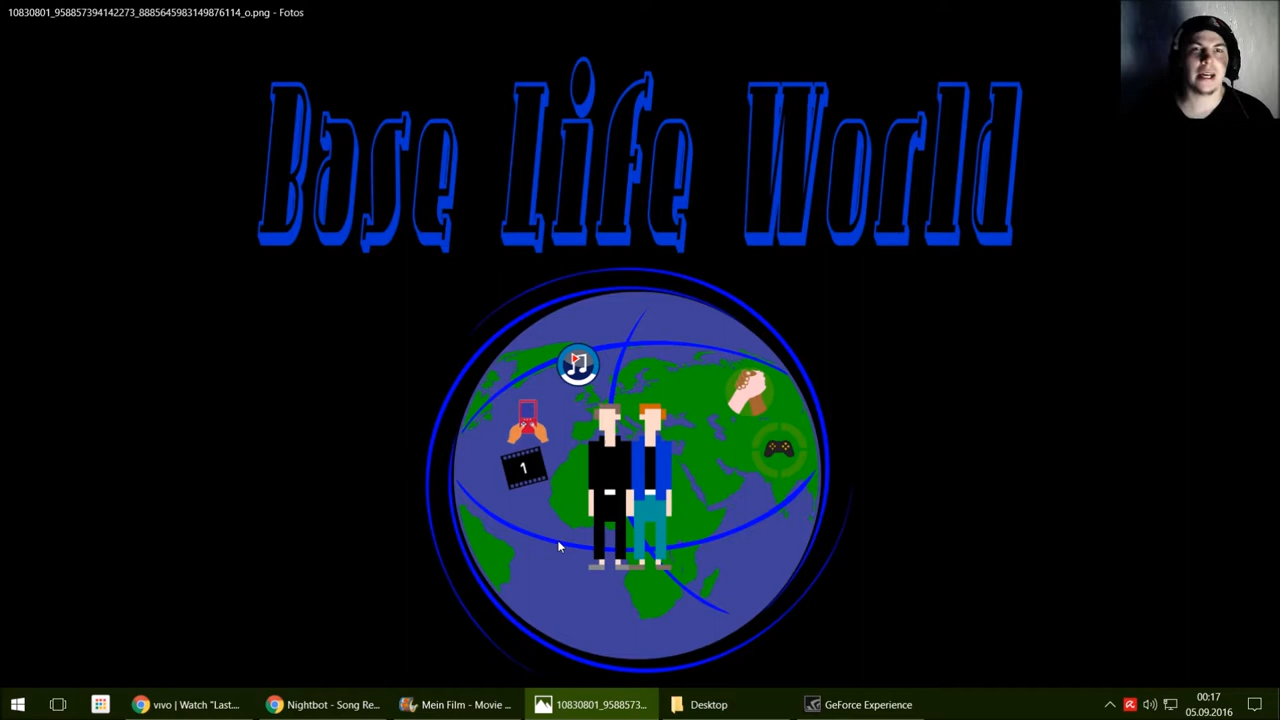 10830801_958857394142273_8885645983149876114_o.png - Fotos
Base Life World
1
vivo | Watch "Last...
Nightbot - Song Re...
Mein Film - Movie ...
10830801_9588573...
Desktop
GeForce Experience
00:17
05.09.2016